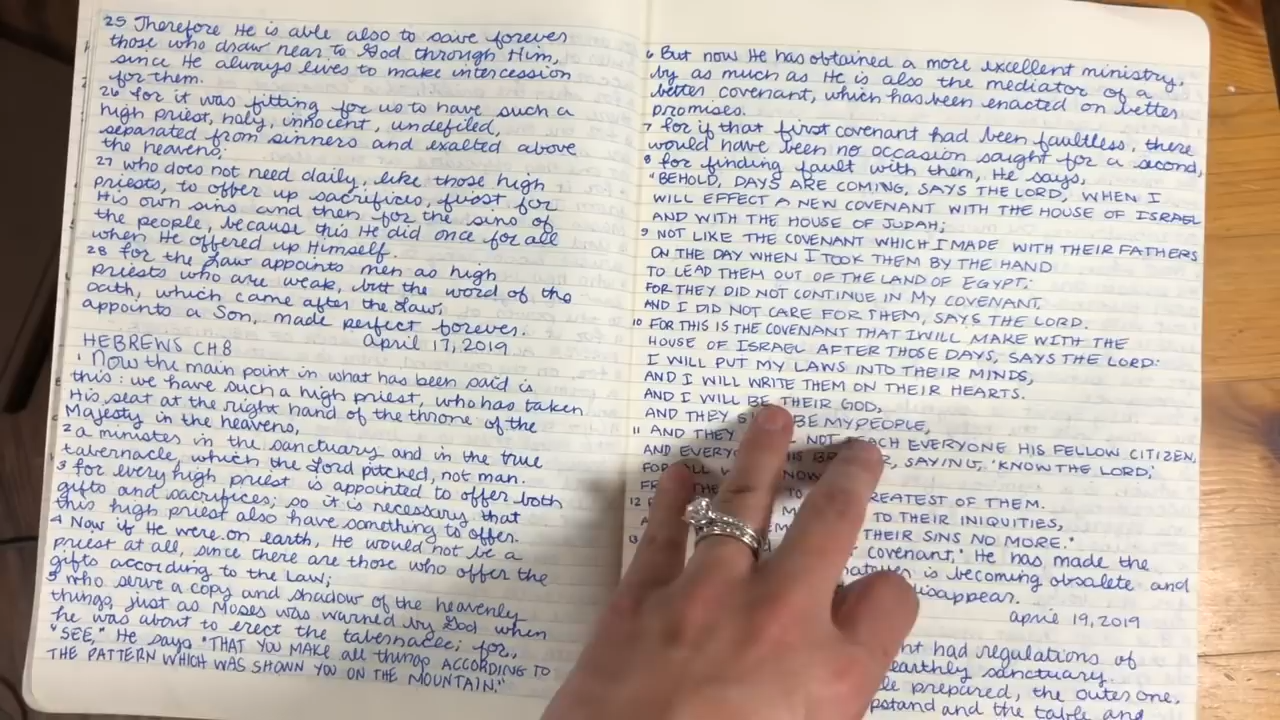 25 Therefore He is able also to save forever
those who draw near to God through Him,
since He always lives to make intercession
for them.
26 for it was fitting for us to have such a
high priest, holy, innocent, undefiled,
separated from sinners and exalted above
the heavens;
27 who does not need daily, like those high
priests, to offer up sacrifices, first for
His own sins and then for the sins of
the people, because this He did once for all
when He offered up Himself.
28 for the Law appoints men as high
priests who are weak, but the word of the
oath, which came after the Law,
appoints a Son, made perfect forever.
april 17, 2019
HEBREWS CH.8
1 Now the main point in what has been said is
this: we have such a high priest, who has taken
His seat at the right hand of the throne of the
Majesty in the heavens,
2 a minister in the sanctuary and in the true
tabernacle, which the Lord pitched, not man.
3 for every high priest is appointed to offer both
gifts and sacrifices; so it is necessary that
this high priest also have something to offer.
4 Now if He were on earth, He would not be a
priest at all, since there are those who offer the
gifts according to the Law;
5 who serve a copy and shadow of the heavenly
things, just as Moses was warned by God when
he was about to erect the tabernacle; for,
"SEE," He says "THAT YOU MAKE all things ACCORDING TO
THE PATTERN WHICH WAS SHOWN YOU ON THE MOUNTAIN."
6 But now He has obtained a more excellent ministry,
by as much as He is also the mediator of a
better covenant, which has been enacted on better
promises.
7 for if that first covenant had been faultless, there
would have been no occasion sought for a second,
8 for finding fault with them, He says,
"BEHOLD, DAYS ARE COMING, SAYS THE LORD, WHEN I
WILL EFFECT A NEW COVENANT WITH THE HOUSE OF ISRAEL
AND WITH THE HOUSE OF JUDAH;
9 NOT LIKE THE COVENANT WHICH I MADE WITH THEIR FATHERS
ON THE DAY WHEN I TOOK THEM BY THE HAND
TO LEAD THEM OUT OF THE LAND OF EGYPT;
FOR THEY DID NOT CONTINUE IN MY COVENANT,
AND I DID NOT CARE FOR THEM, SAYS THE LORD.
10 FOR THIS IS THE COVENANT THAT I WILL MAKE WITH THE
HOUSE OF ISRAEL AFTER THOSE DAYS, SAYS THE LORD:
I WILL PUT MY LAWS INTO THEIR MINDS,
AND I WILL WRITE THEM ON THEIR HEARTS.
AND I WILL BE THEIR GOD,
AND THEY BE MY PEOPLE,
11 AND THEY NOT TEACH EVERYONE HIS FELLOW CITIZEN,
AND HIS SAYING, 'KNOW THE LORD,'
FOR ALL
TO GREATEST OF THEM.
12 TO THEIR INIQUITIES,
THEIR SINS NO MORE."
13 covenant," He has made the
is becoming obsolete and
disappear.
april 19, 2019
had regulations of
earthly sanctuary.
prepared, the outer one,
and the table and